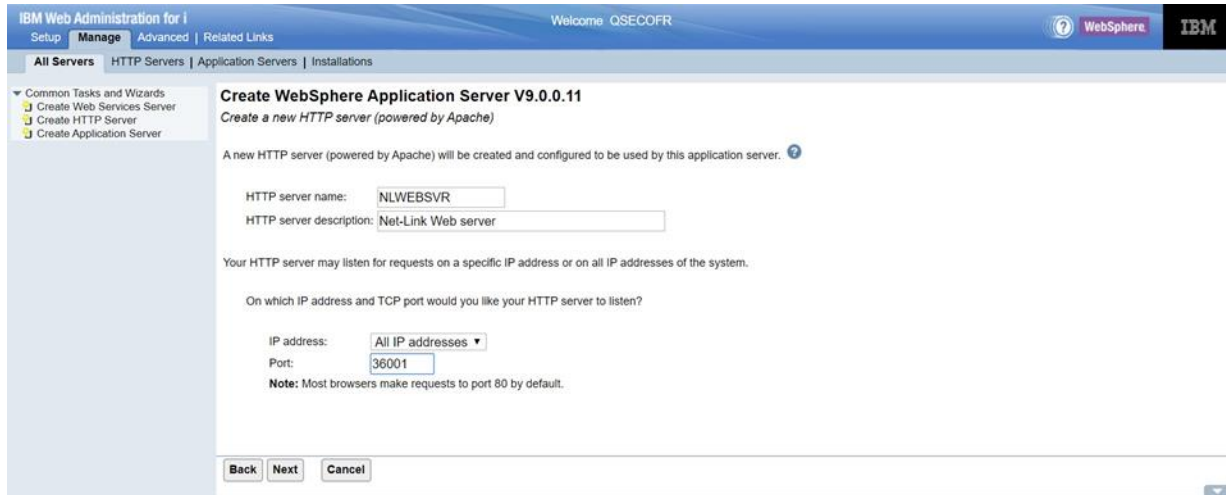 IBM Web Administration for i
Welcome QSECOFR
WebSphere.
IBM
Setup Manage Advanced | Related Links
All Servers HTTP Servers | Application Servers | Installations
Common Tasks and Wizards
Create Web Services Server
Create HTTP Server
Create Application Server
Create WebSphere Application Server V9.0.0.11
Create a new HTTP server (powered by Apache)
A new HTTP server (powered by Apache) will be created and configured to be used by this application server. ?
HTTP server name: NLWEBSVR
HTTP server description: Net-Link Web server
Your HTTP server may listen for requests on a specific IP address or on all IP addresses of the system.
On which IP address and TCP port would you like your HTTP server to listen?
IP address: All IP addresses ▼
Port: 36001
Note: Most browsers make requests to port 80 by default.
Back Next Cancel